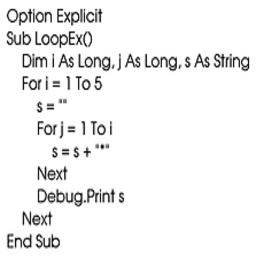 Option Explicit
Sub LoopEx()
Dim i As Long, j As Long, s As String
For i = 1 To 5
s = ""
For j = 1 To i
s = s + "*"
Next
Debug.Print s
Next
End Sub